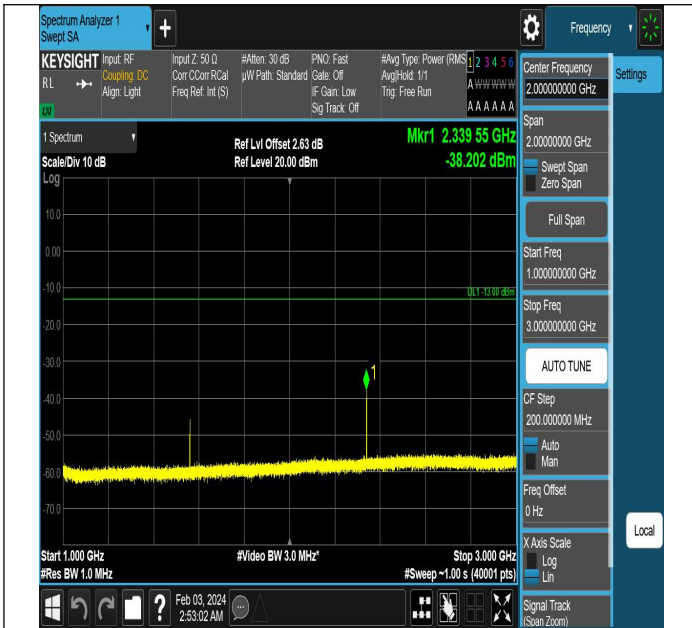 Spectrum Analyzer 1
Swept SA
+
Frequency
KEYSIGHT
RL
LXI
Input: RF
Coupling: DC
Align: Light
Input Z: 50 Ω
Corr CCorr RCal
Freq Ref: Int (S)
#Atten: 30 dB
µW Path: Standard
PNO: Fast
Gate: Off
IF Gain: Low
Sig Track: Off
#Avg Type: Power (RMS
Avg|Hold: 1/1
Trig: Free Run
1 2 3 4 5 6
A W W W W W
A A A A A A
Center Frequency
2.000000000 GHz
Settings
Span
2.00000000 GHz
Swept Span
Zero Span
Full Span
Start Freq
1.000000000 GHz
Stop Freq
3.000000000 GHz
AUTO TUNE
CF Step
200.000000 MHz
Auto
Man
Freq Offset
0 Hz
X Axis Scale
Log
Lin
Local
Signal Track
(Span Zoom)
1 Spectrum
Scale/Div 10 dB
Ref Lvl Offset 2.63 dB
Ref Level 20.00 dBm
Mkr1 2.339 55 GHz
-38.202 dBm
Log
10.0
0.00
-10.0
DL1 -13.00 dBm
-20.0
-30.0
1
-40.0
-50.0
-60.0
-70.0
Start 1.000 GHz
#Video BW 3.0 MHz*
Stop 3.000 GHz
#Res BW 1.0 MHz
#Sweep ~1.00 s (40001 pts)
?
Feb 03, 2024
2:53:02 AM